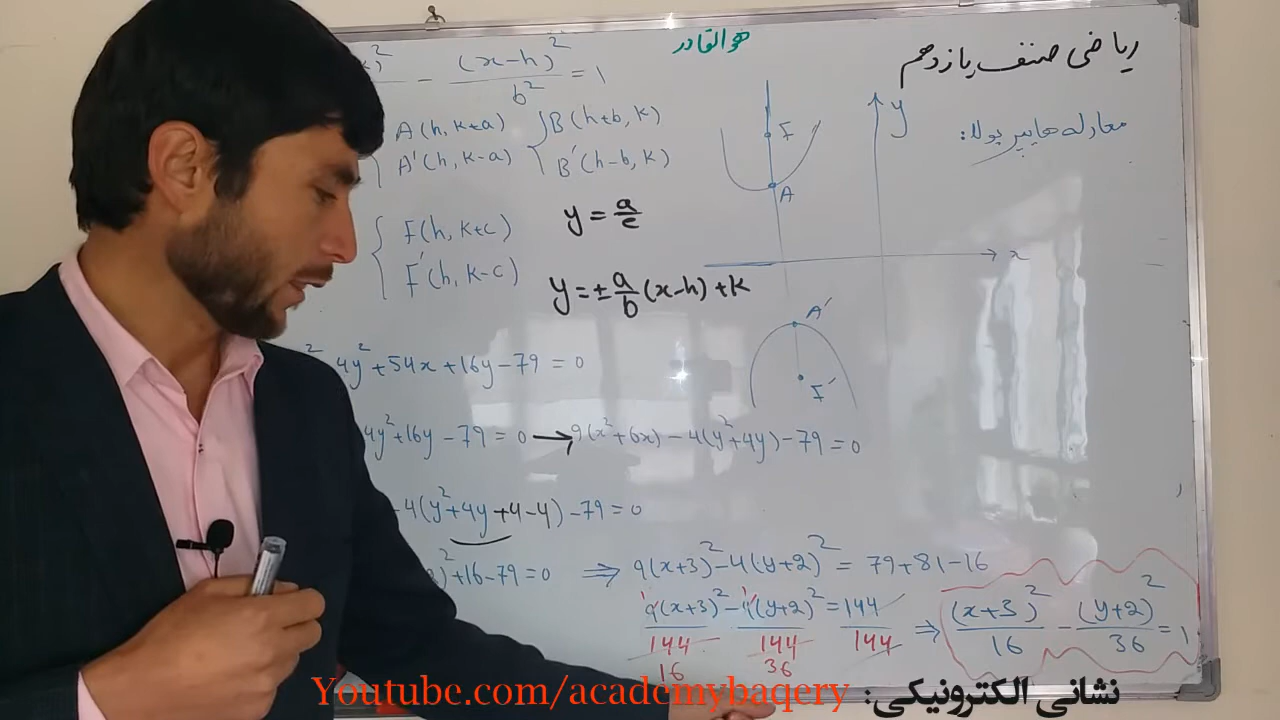 هوالقادر
ریاضی صنف یازدهم
معادله هایپربولا:
- (x-h)² / b² = 1
A(h, k+a)
A'(h, k-a)
B(h+b, k)
B'(h-b, k)
F(h, k+c)
F'(h, k-c)
y = a/c
y = ± a/b (x-h) + k
y
x
F
A
A'
F'
4y² + 54x + 16y - 79 = 0
4y² + 16y - 79 = 0 → 9(x² + 6x) - 4(y² + 4y) - 79 = 0
- 4(y² + 4y + 4 - 4) - 79 = 0
)² + 16 - 79 = 0 ⇒ 9(x+3)² - 4(y+2)² = 79 + 81 - 16
9(x+3)² / 144 - 4(y+2)² / 144 = 144 / 144 ⇒ (x+3)² / 16 - (y+2)² / 36 = 1
16 36
نشانی الکترونیکی: Youtube.com/academybaqery